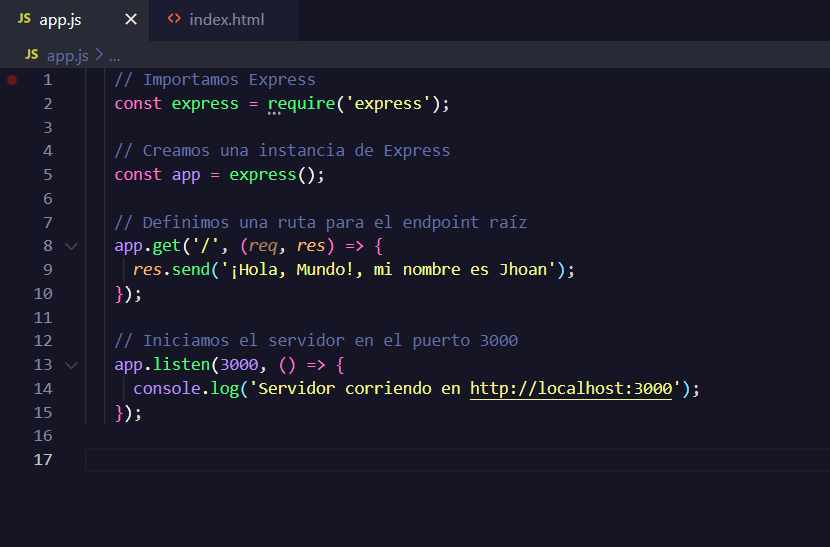 JS app.js × <> index.html
JS app.js > ...
1 // Importamos Express
2 const express = require('express');
3
4 // Creamos una instancia de Express
5 const app = express();
6
7 // Definimos una ruta para el endpoint raíz
8 app.get('/', (req, res) => {
9 res.send('¡Hola, Mundo!, mi nombre es Jhoan');
10 });
11
12 // Iniciamos el servidor en el puerto 3000
13 app.listen(3000, () => {
14 console.log('Servidor corriendo en http://localhost:3000');
15 });
16
17